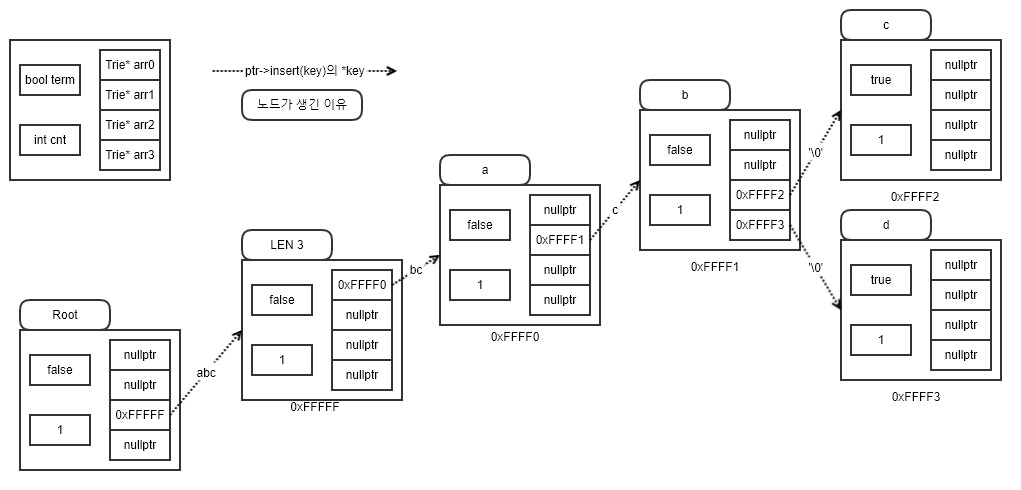 bool term
int cnt
Trie* arr0
Trie* arr1
Trie* arr2
Trie* arr3
ptr->insert(key)의 *key
노드가 생긴 이유
Root
false
1
nullptr
nullptr
0xFFFFF
nullptr
abc
LEN 3
false
1
0xFFFF0
nullptr
nullptr
nullptr
0xFFFFF
bc
a
false
1
nullptr
0xFFFF1
nullptr
nullptr
0xFFFF0
c
b
false
1
nullptr
nullptr
0xFFFF2
0xFFFF3
0xFFFF1
'\0'
'\0'
c
true
1
nullptr
nullptr
nullptr
nullptr
0xFFFF2
d
true
1
nullptr
nullptr
nullptr
nullptr
0xFFFF3